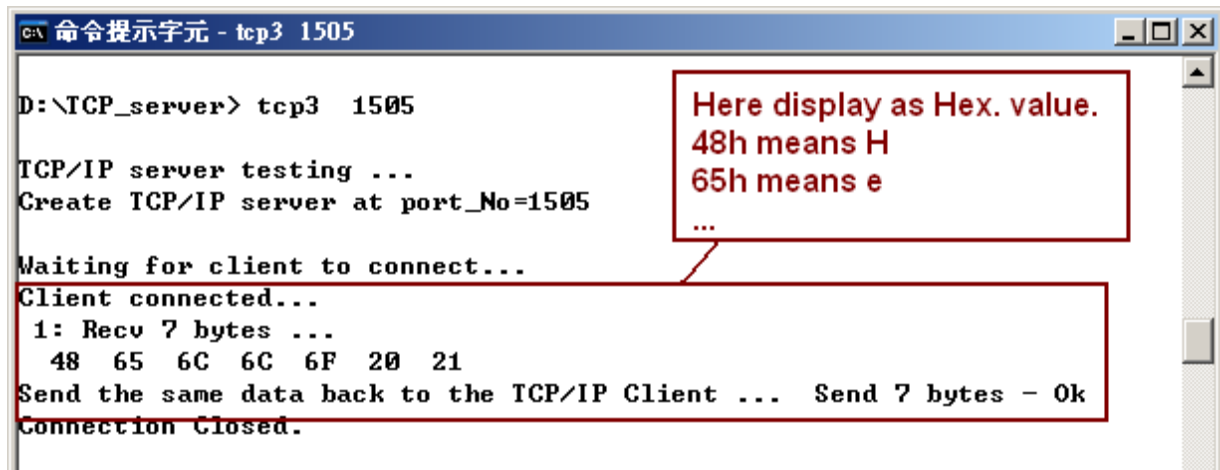 命令提示字元 - tcp3 1505
D:\TCP_server> tcp3 1505
Here display as Hex. value.
48h means H
65h means e
...
TCP/IP server testing ...
Create TCP/IP server at port_No=1505
Waiting for client to connect...
Client connected...
1: Recv 7 bytes ...
48 65 6C 6C 6F 20 21
Send the same data back to the TCP/IP Client ... Send 7 bytes - Ok
Connection Closed.